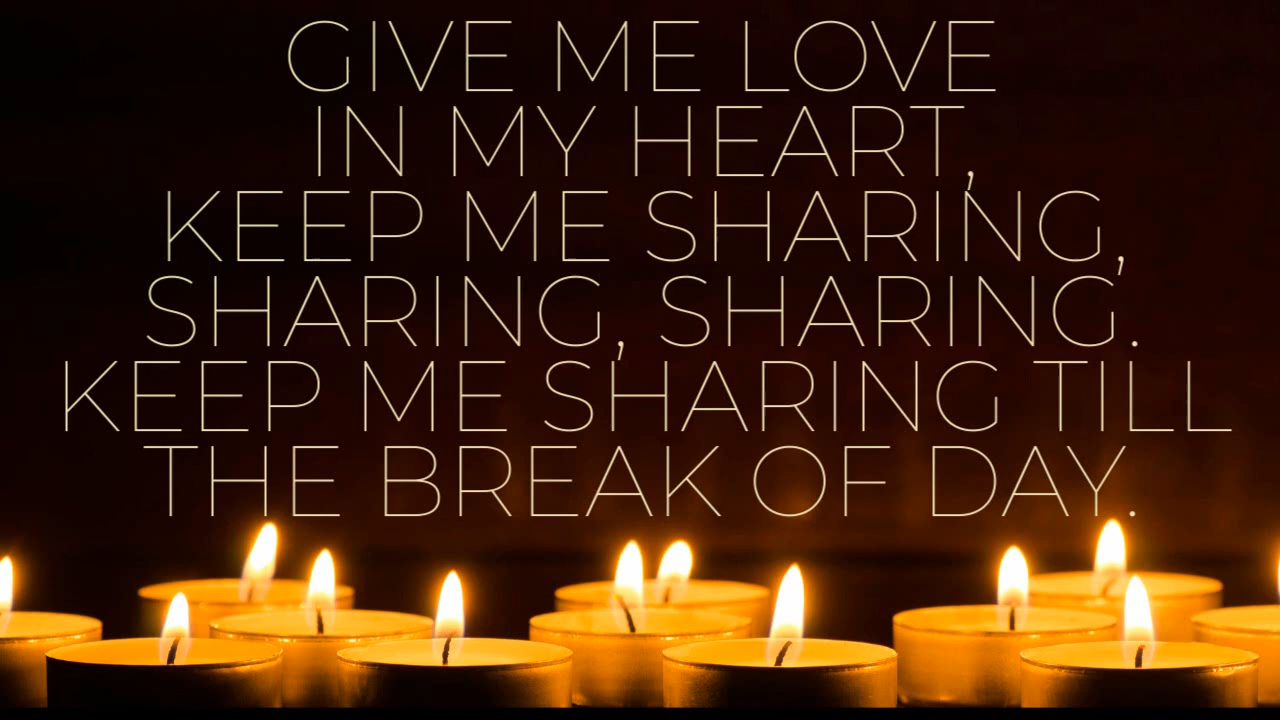 GIVE ME LOVE
IN MY HEART,
KEEP ME SHARING,
SHARING, SHARING.
KEEP ME SHARING TILL
THE BREAK OF DAY.